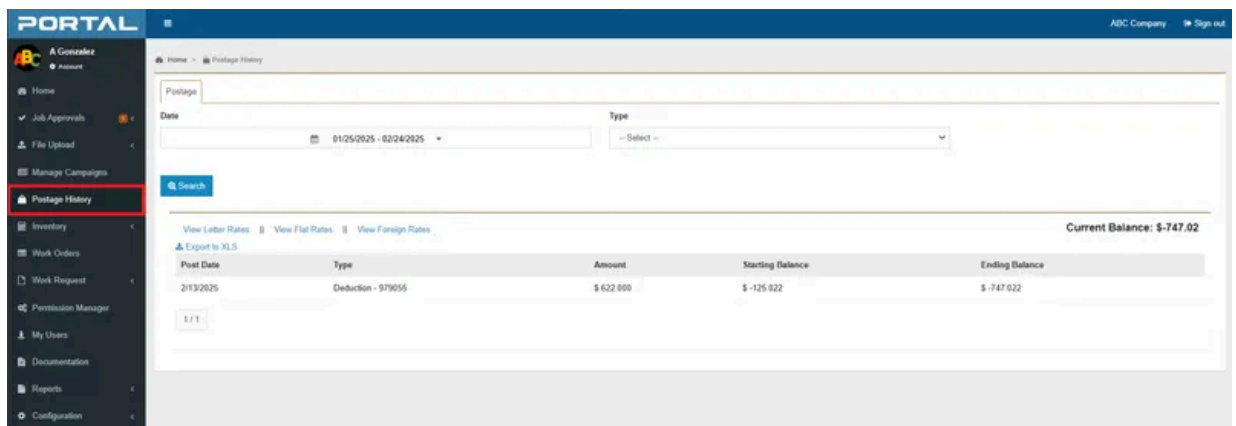 PORTAL
ABC Company Sign out
ABC
A Gonzalez
Account
Home > Postage History
Home
Job Approvals
File Upload
Manage Campaigns
Postage History
Inventory
Work Orders
Work Request
Permission Manager
My Users
Documentation
Reports
Configuration
Postage
Date Type
01/25/2025 - 02/24/2025 -- Select --
Search
View Letter Rates || View Flat Rates || View Foreign Rates Current Balance: $-747.02
Export to XLS
Post Date Type Amount Starting Balance Ending Balance
2/13/2025 Deduction - 979055 $ 622.000 $ -125.022 $ -747.022
1 / 1